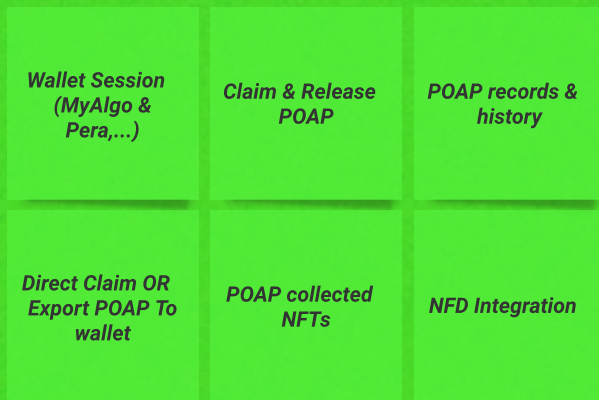 Wallet Session
(MyAlgo &
Pera,...)
Claim & Release
POAP
POAP records &
history
Direct Claim OR
Export POAP To
wallet
POAP collected
NFTs
NFD Integration